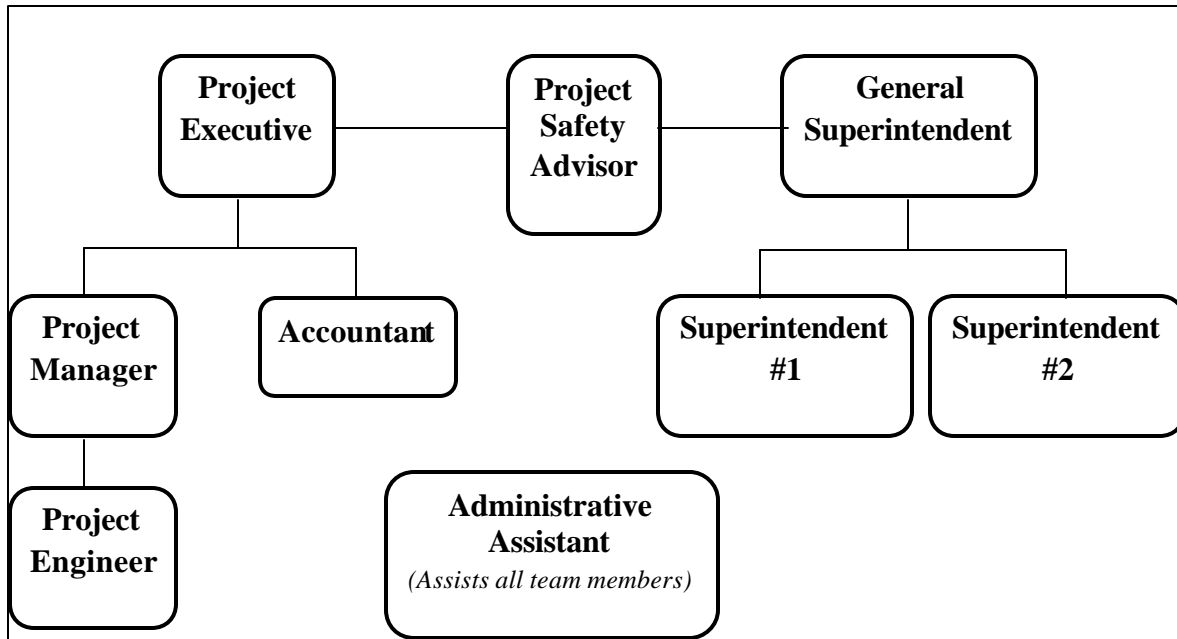 Project
Executive
Project
Safety
Advisor
General
Superintendent
Project
Manager
Accountant
Superintendent
#1
Superintendent
#2
Project
Engineer
Administrative
Assistant
(Assists all team members)